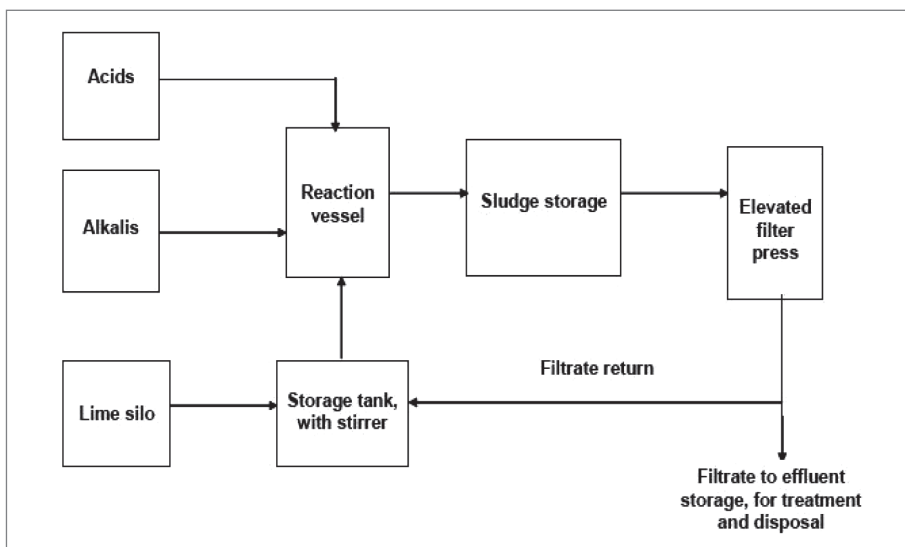 Acids
Reaction
vessel
Sludge storage
Elevated
filter
press
Alkalis
Filtrate return
Lime silo
Storage tank,
with stirrer
Filtrate to effluent
storage, for treatment
and disposal